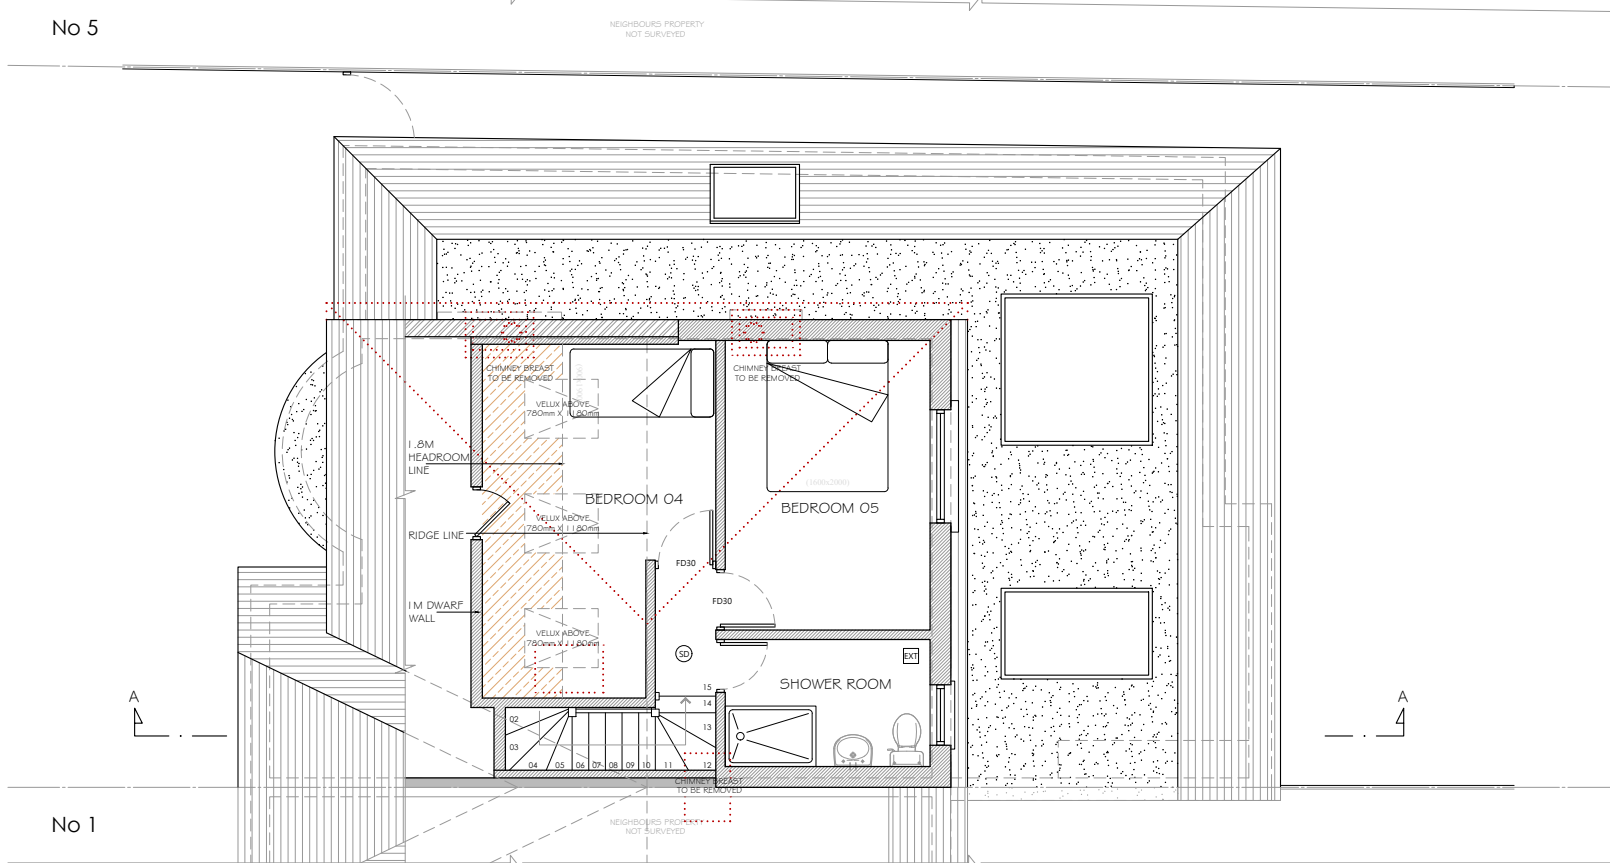 No 5
NEIGHBOURS PROPERTY
NOT SURVEYED
CHIMNEY BREAST
TO BE REMOVED
CHIMNEY BREAST
TO BE REMOVED
VELUX ABOVE
780mm X 1180mm
1.8M
HEADROOM
LINE
BEDROOM 04
(1600x2000)
BEDROOM 05
VELUX ABOVE
780mm X 1180mm
RIDGE LINE
FD30
FD30
1M DWARF
WALL
VELUX ABOVE
780mm X 1180mm
SD
EXT
SHOWER ROOM
A
A
15
14
13
12
02
03
04
05
06
07
08
09
10
11
CHIMNEY BREAST
TO BE REMOVED
No 1
NEIGHBOURS PROPERTY
NOT SURVEYED